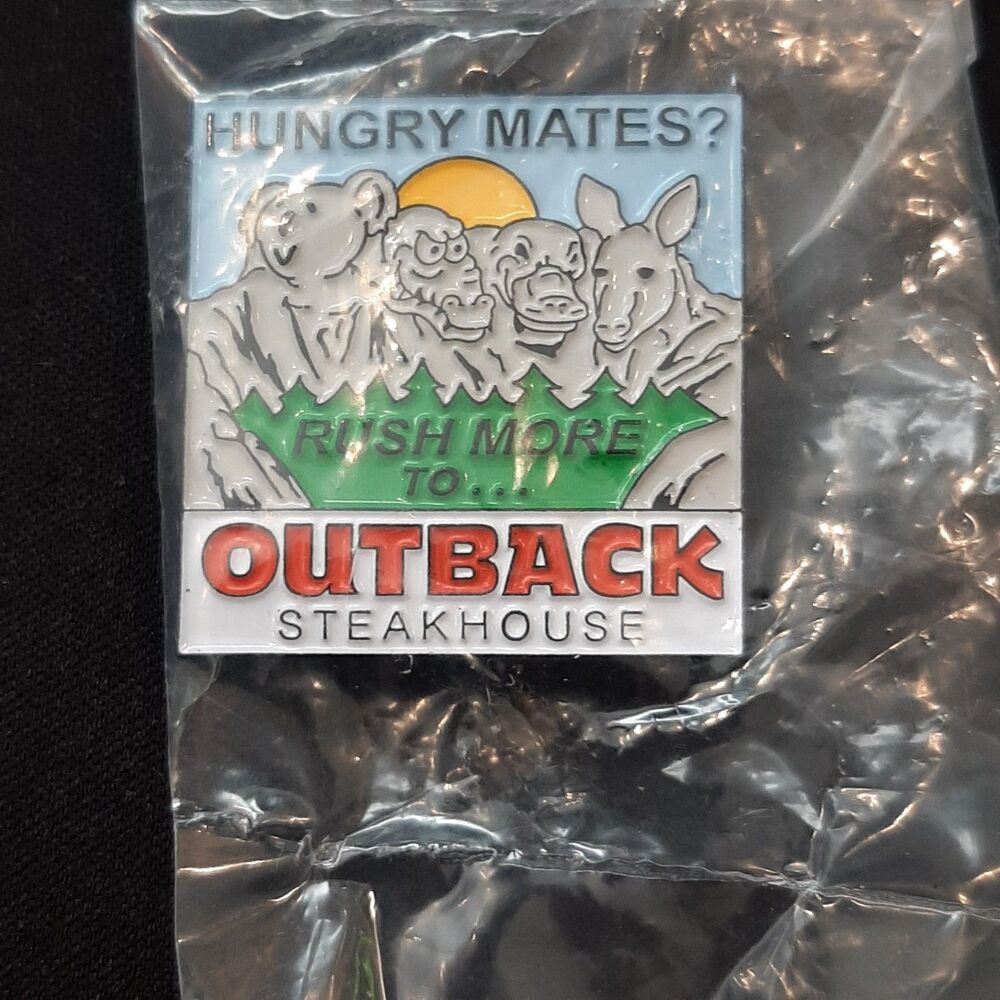 HUNGRY MATES?
RUSH MORE
TO...
OUTBACK
STEAKHOUSE